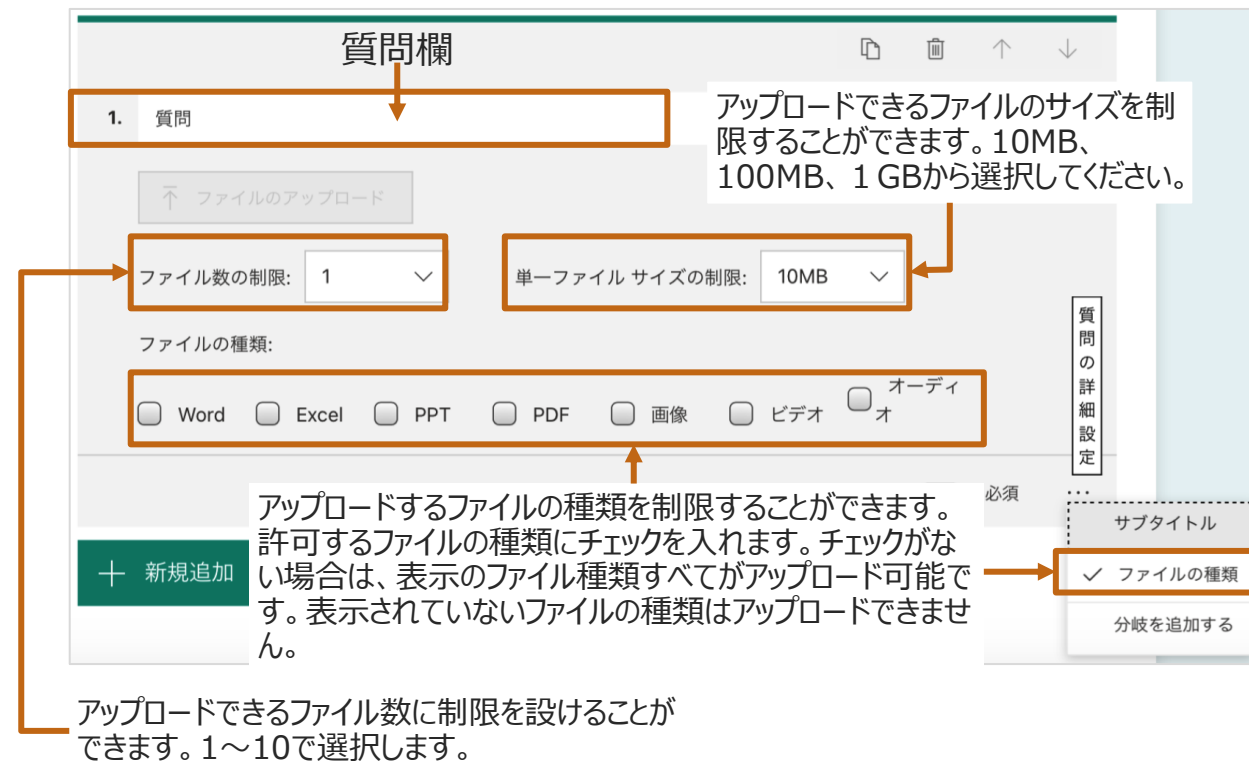 質問欄
1. 質問
アップロードできるファイルのサイズを制
限することができます。10MB、
100MB、１GBから選択してください。
ファイルのアップロード
ファイル数の制限: 1
単一ファイル サイズの制限: 10MB
ファイルの種類:
Word Excel PPT PDF 画像 ビデオ オーディ
オ
質
問
の
詳
細
設
定
必須
アップロードするファイルの種類を制限することができます。
許可するファイルの種類にチェックを入れます。チェックがな
い場合は、表示のファイル種類すべてがアップロード可能で
す。表示されていないファイルの種類はアップロードできませ
ん。
サブタイトル
ファイルの種類
分岐を追加する
新規追加
アップロードできるファイル数に制限を設けることが
できます。1～10で選択します。